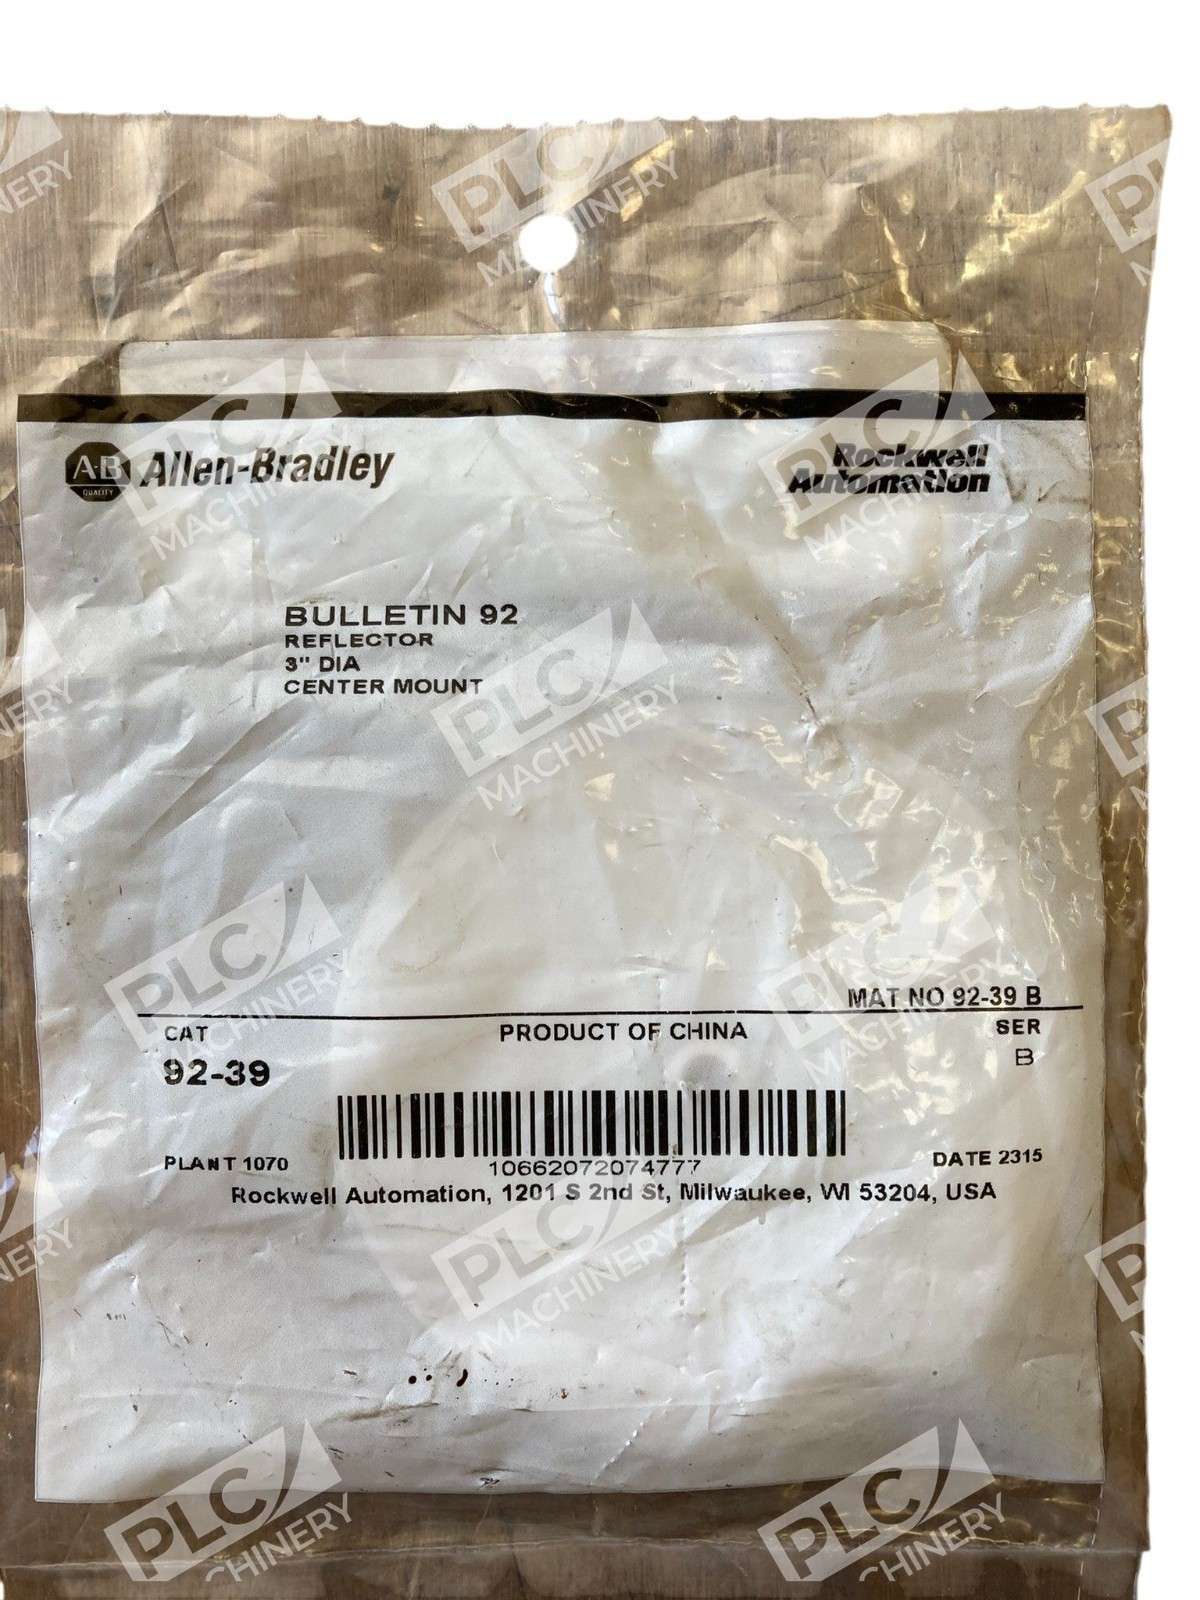 A-B
QUALITY
Allen-Bradley
Rockwell
Automation
BULLETIN 92
REFLECTOR
3" DIA
CENTER MOUNT
MAT NO 92-39 B
CAT
PRODUCT OF CHINA
SER
92-39
B
PLANT 1070
10662072074777
DATE 2315
Rockwell Automation, 1201 S 2nd St, Milwaukee, WI 53204, USA
PLC
MACHINERY